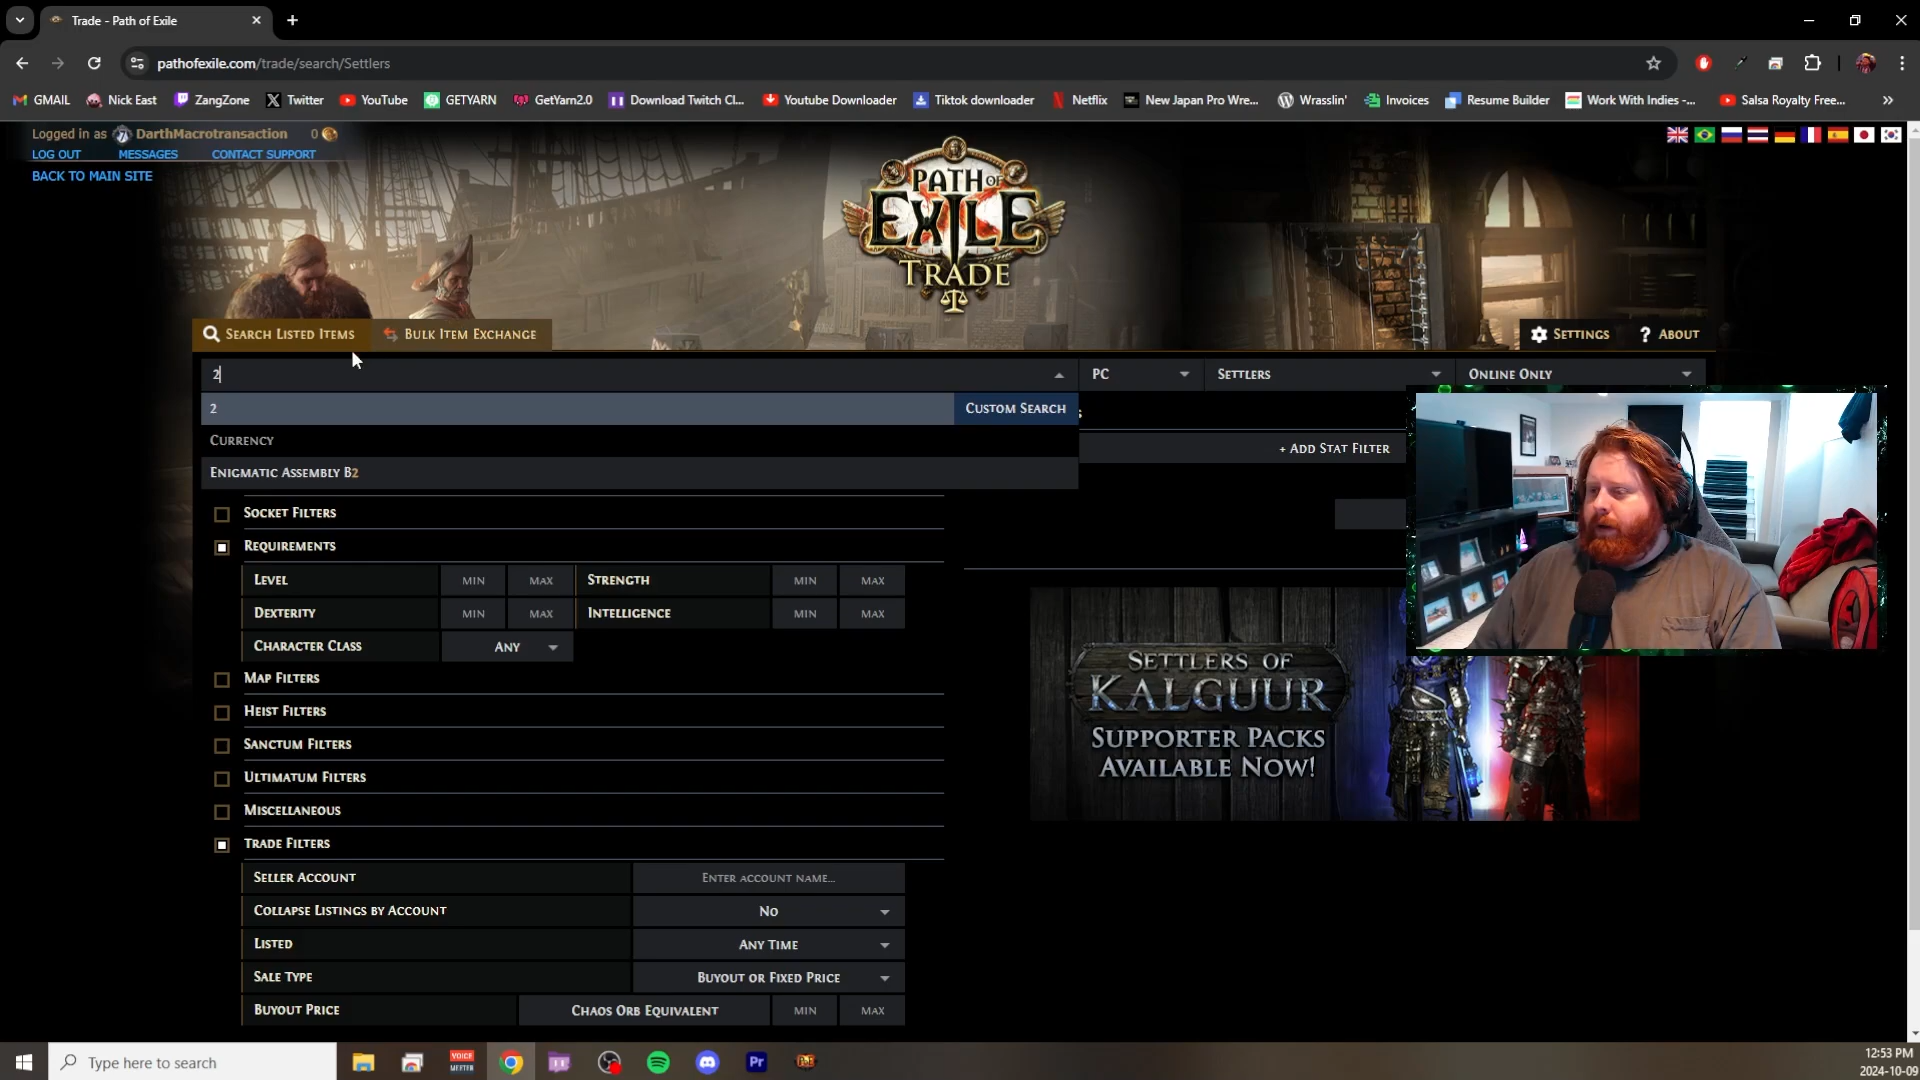 Trade - Path of Exile
pathofexile.com/trade/search/Settlers
GMAIL Nick East ZangZone Twitter YouTube GETYARN GetYarn2.0 Download Twitch Cl... Youtube Downloader Tiktok downloader Netflix New Japan Pro Wre... Wrasslin' Invoices Resume Builder Work With Indies -... Salsa Royalty Free...
Logged in as DarthMacrotransaction 0
LOG OUT MESSAGES CONTACT SUPPORT
BACK TO MAIN SITE
PATH OF
EXILE
TRADE
SEARCH LISTED ITEMS BULK ITEM EXCHANGE SETTINGS ? ABOUT
2 PC SETTLERS ONLINE ONLY
2 CUSTOM SEARCH
CURRENCY
+ ADD STAT FILTER
ENIGMATIC ASSEMBLY B2
SOCKET FILTERS
REQUIREMENTS
LEVEL MIN MAX STRENGTH MIN MAX
DEXTERITY MIN MAX INTELLIGENCE MIN MAX
CHARACTER CLASS ANY
MAP FILTERS
HEIST FILTERS
SANCTUM FILTERS
ULTIMATUM FILTERS
MISCELLANEOUS
TRADE FILTERS
SELLER ACCOUNT ENTER ACCOUNT NAME...
COLLAPSE LISTINGS BY ACCOUNT NO
LISTED ANY TIME
SALE TYPE BUYOUT OR FIXED PRICE
BUYOUT PRICE CHAOS ORB EQUIVALENT MIN MAX
SETTLERS OF
KALGUUR
SUPPORTER PACKS
AVAILABLE NOW!
Type here to search
VOICE
MEETER
Pr
12:53 PM
2024-10-09